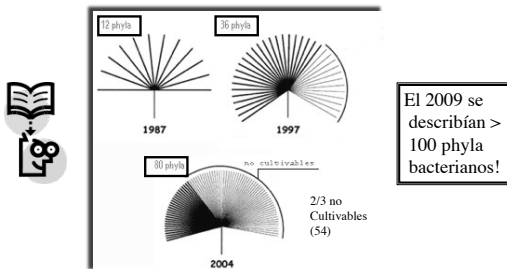 12 phyla
36 phyla
1987
1997
80 phyla
no cultivables
2/3 no
Cultivables
(54)
2004
El 2009 se
describían >
100 phyla
bacterianos!